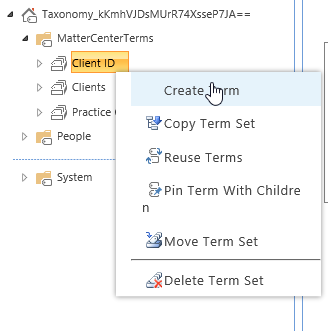 Taxonomy_kKmhVJDsMUrR74XsseP7JA==
MatterCenterTerms
Client ID
Create Term
Clients
Copy Term Set
Practice
People
Reuse Terms
System
Pin Term With Childre
n
Move Term Set
Delete Term Set